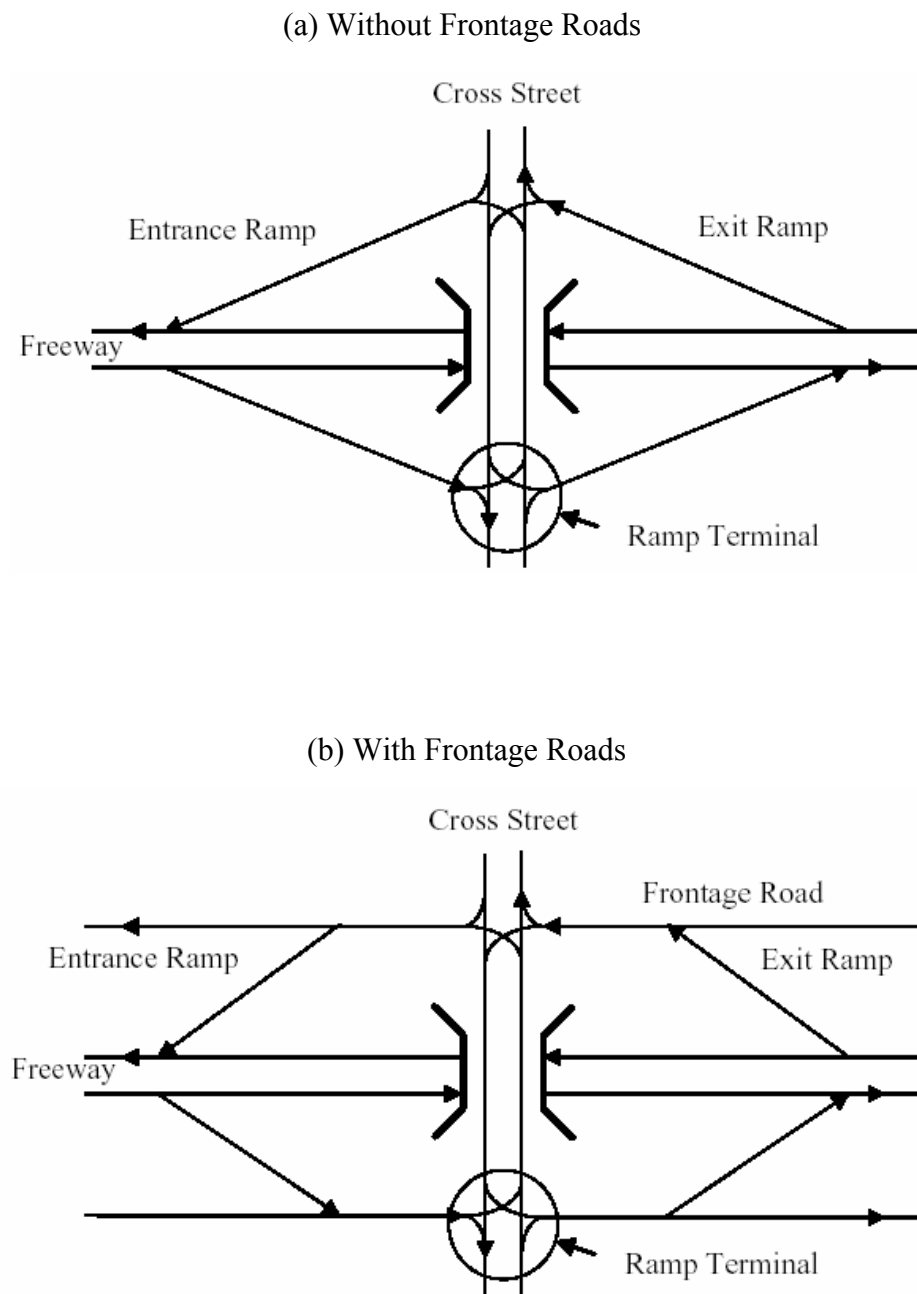 (a) Without Frontage Roads
Cross Street
Entrance Ramp
Exit Ramp
Freeway
Ramp Terminal
(b) With Frontage Roads
Cross Street
Frontage Road
Entrance Ramp
Exit Ramp
Freeway
Ramp Terminal